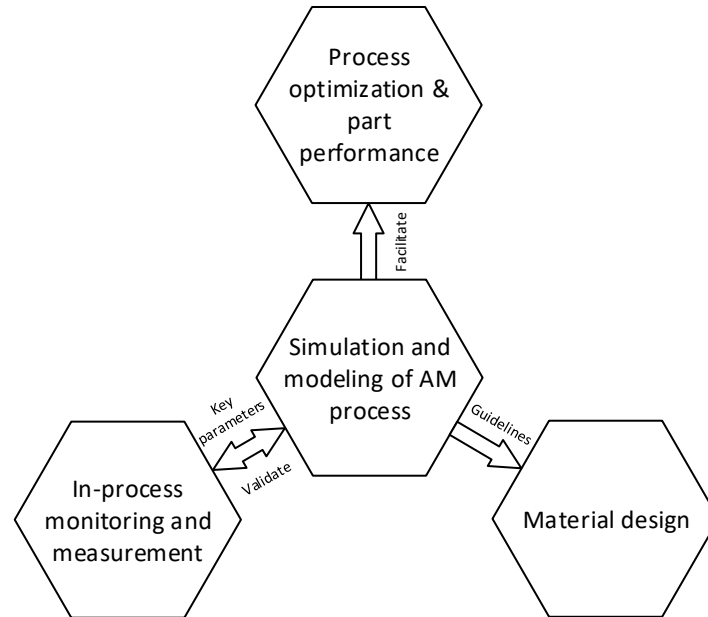 Process
optimization &
part
performance
Facilitate
Simulation and
modeling of AM
process
Key
parameters
Validate
Guidelines
In-process
monitoring and
measurement
Material design